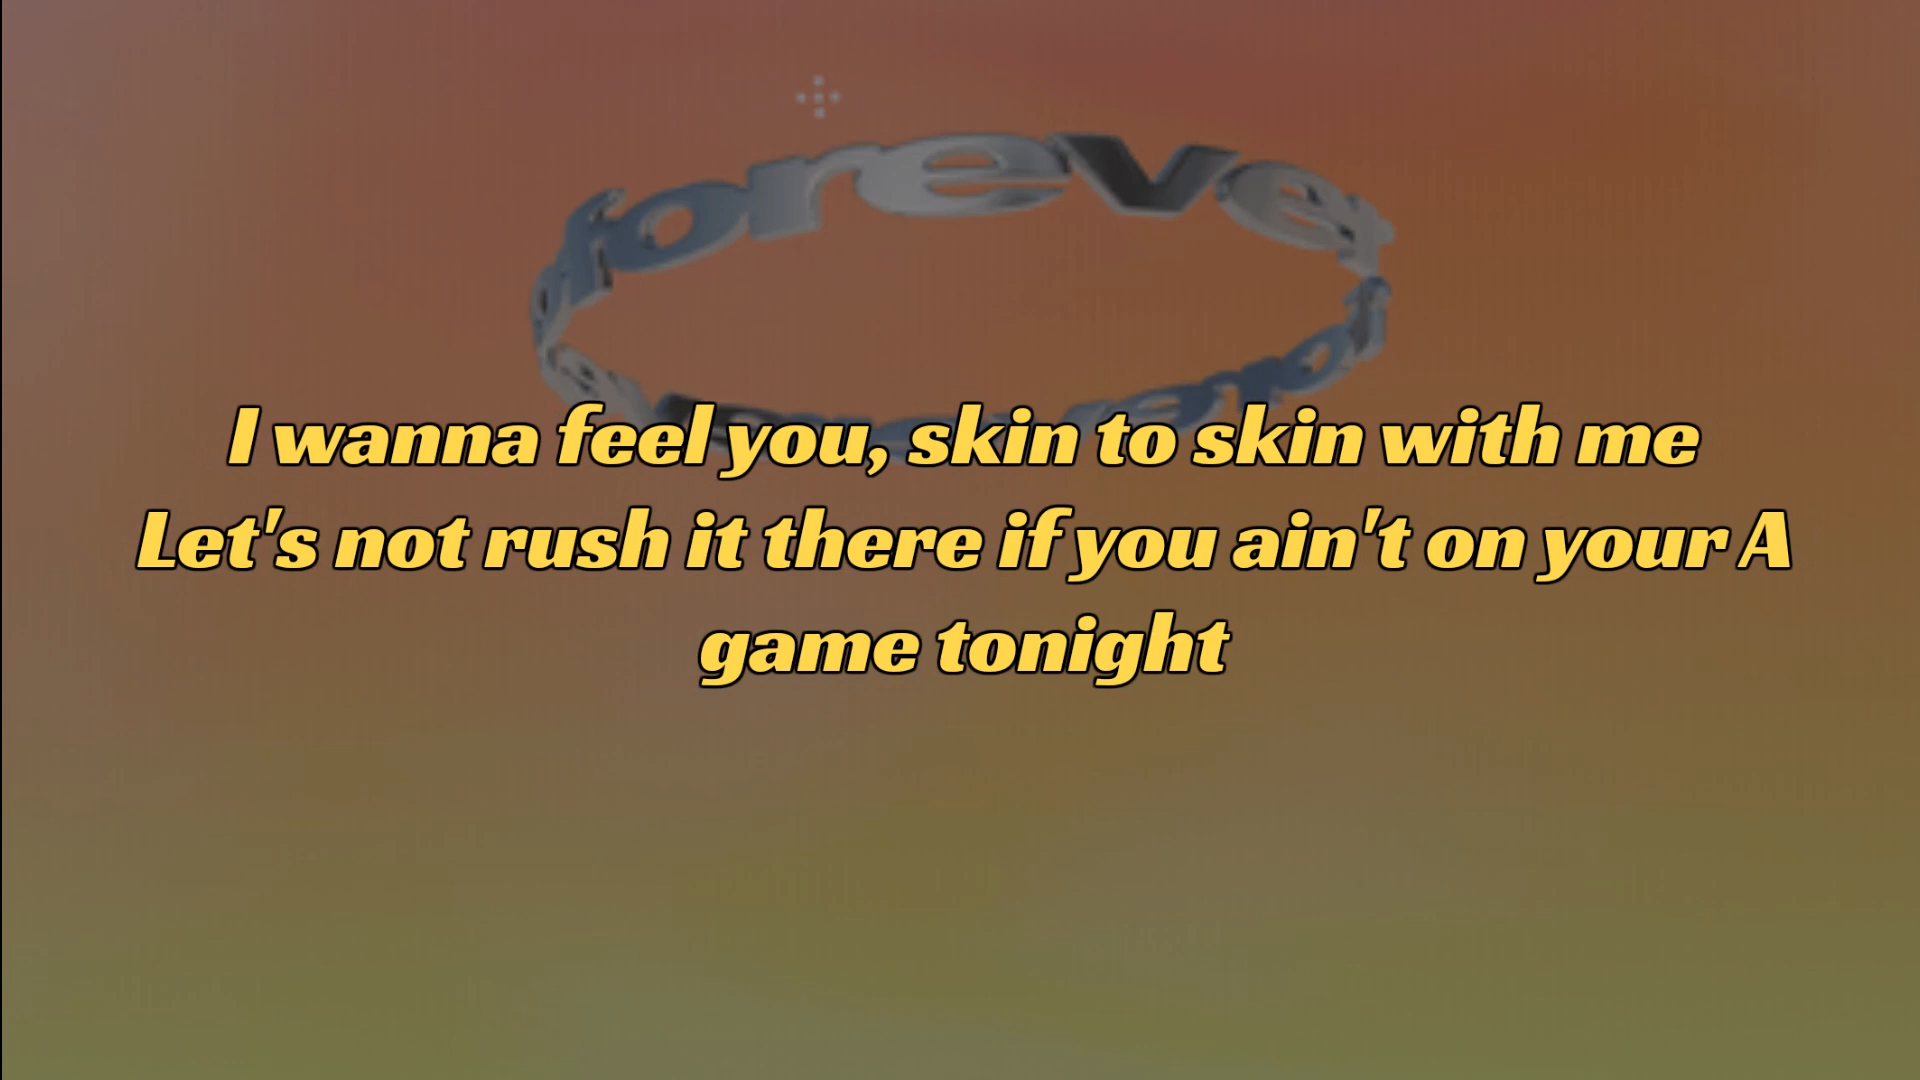 forever
forever
I wanna feel you, skin to skin with me
Let's not rush it there if you ain't on your A
game tonight